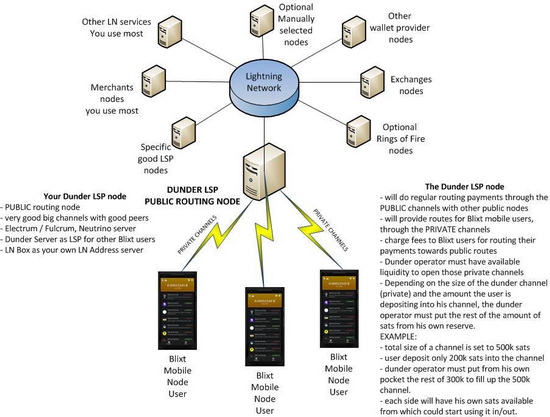 Optional
Manually
selected
nodes
Other LN services
You use most
Other
wallet provider
nodes
Lightning
Network
Merchants
nodes
you use most
Exchanges
nodes
Specific
good LSP
nodes
Optional
Rings of Fire
nodes
DUNDER LSP
PUBLIC ROUTING NODE
Your Dunder LSP node
- PUBLIC routing node
- very good big channels with good peers
- Electrum / Fulcrum, Neutrino server
- Dunder Server as LSP for other Blixt users
- LN Box as your own LN Address server
PRIVATE CHANNELS
PRIVATE CHANNELS
Blixt
Mobile
Node
User
Blixt
Mobile
Node
User
Blixt
Mobile
Node
User
The Dunder LSP node
- will do regular routing payments through the
PUBLIC channels with other public nodes
- will provide routes for Blixt mobile users,
through the PRIVATE channels
- charge fees to Blixt users for routing their
payments towards public routes
- Dunder operator must have available
liquidity to open those private channels
- Depending on the size of the dunder channel
(private) and the amount the user is
depositing into his channel, the dunder
operator must put the rest of the amount of
sats from his own reserve.
EXAMPLE:
- total size of a channel is set to 500k sats
- user deposit only 200k sats into the channel
- dunder operator must put from his own
pocket the rest of 300k to fill up the 500k
channel.
- each side will have his own sats available
from which could start using it in/out.